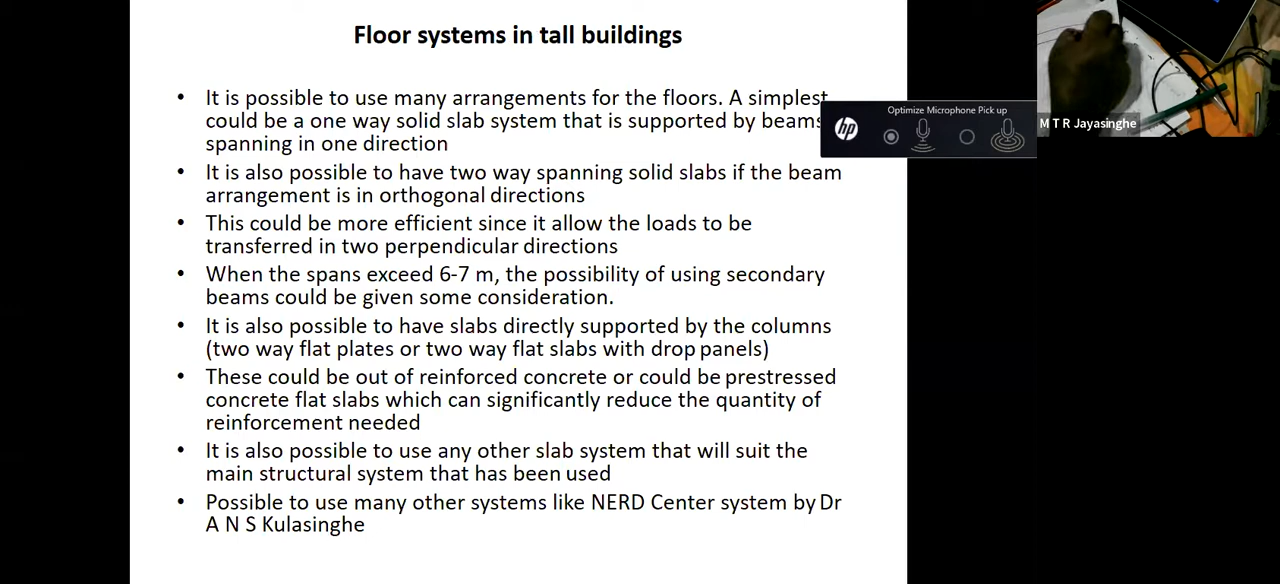 Floor systems in tall buildings
• It is possible to use many arrangements for the floors. A simplest
could be a one way solid slab system that is supported by beams
spanning in one direction
• It is also possible to have two way spanning solid slabs if the beam
arrangement is in orthogonal directions
• This could be more efficient since it allow the loads to be
transferred in two perpendicular directions
• When the spans exceed 6-7 m, the possibility of using secondary
beams could be given some consideration.
• It is also possible to have slabs directly supported by the columns
(two way flat plates or two way flat slabs with drop panels)
• These could be out of reinforced concrete or could be prestressed
concrete flat slabs which can significantly reduce the quantity of
reinforcement needed
• It is also possible to use any other slab system that will suit the
main structural system that has been used
• Possible to use many other systems like NERD Center system by Dr
A N S Kulasinghe
Optimize Microphone Pick up
hp
M T R Jayasinghe